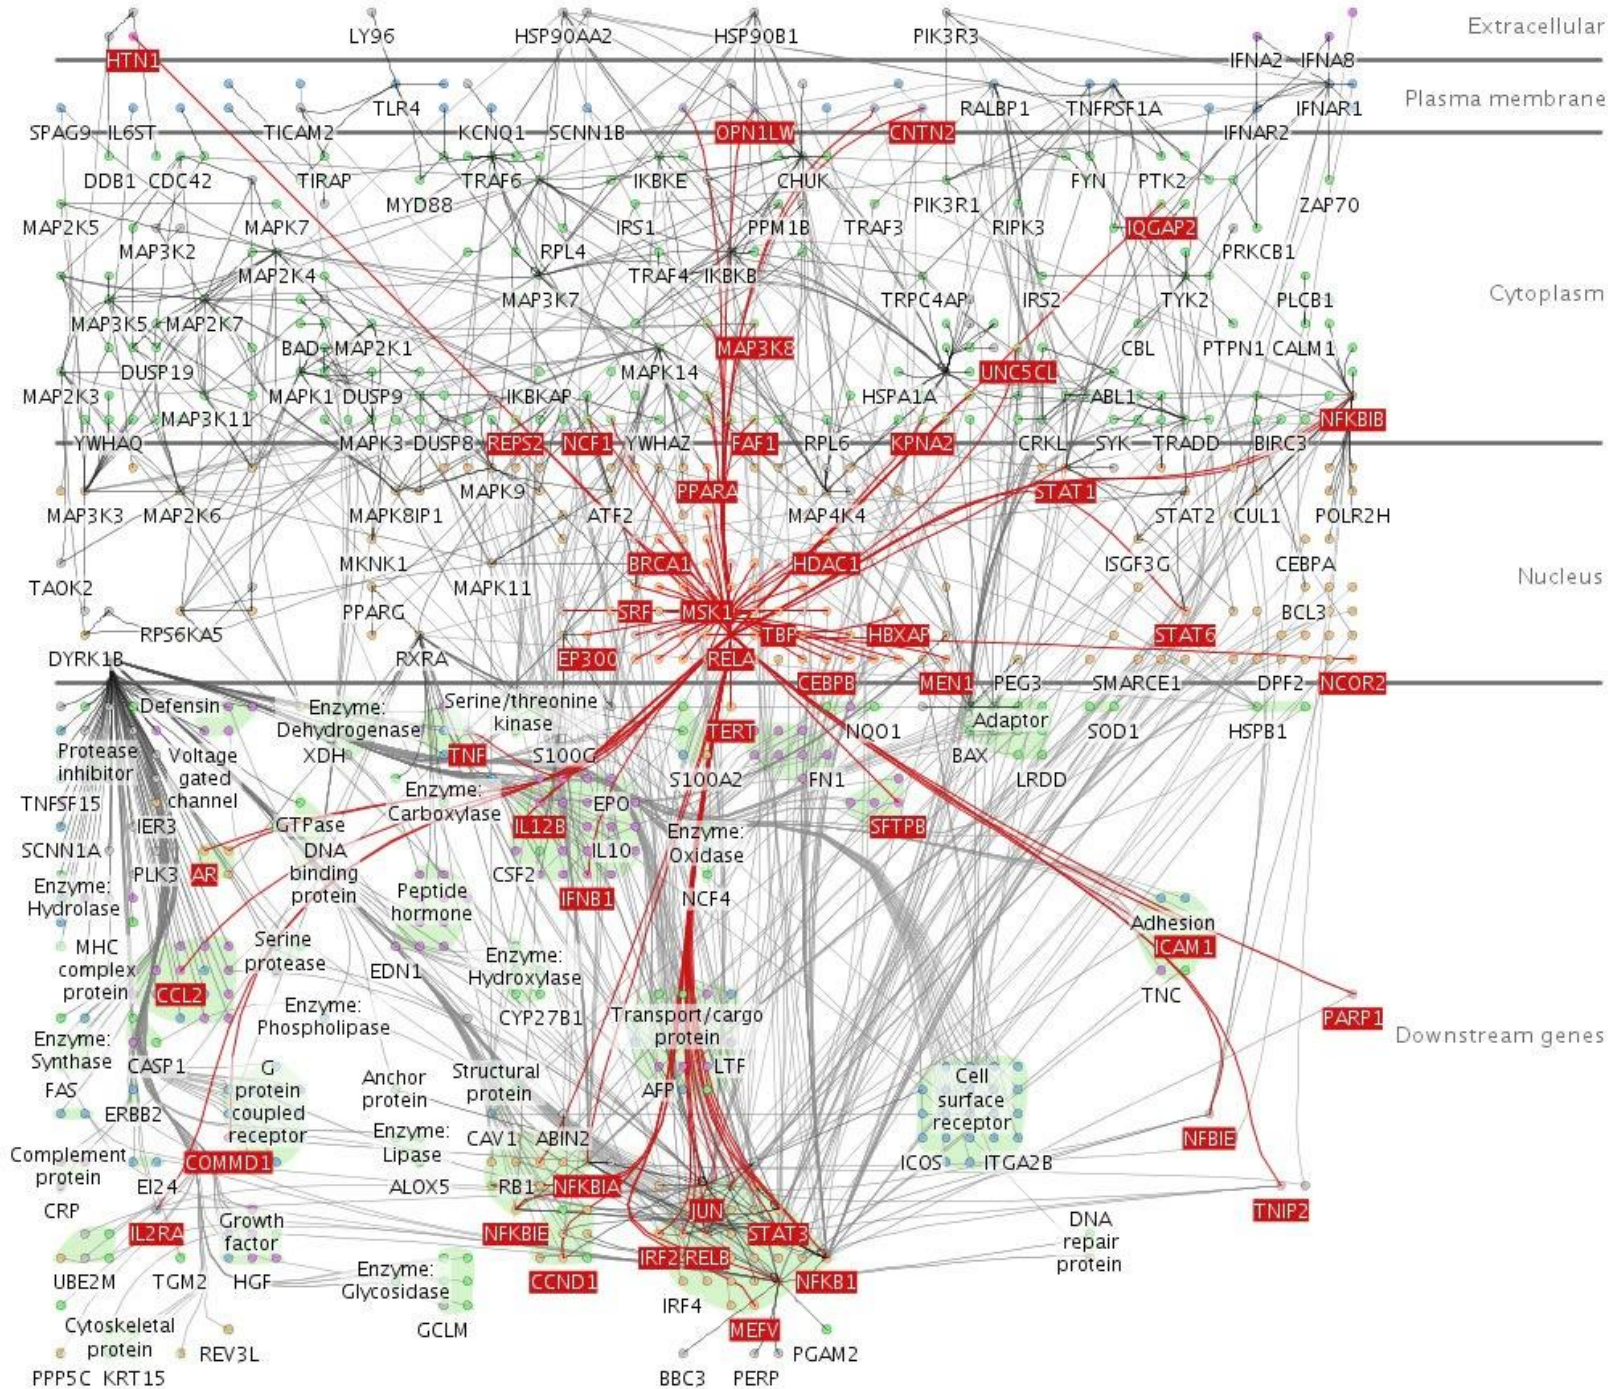 Extracellular
LY96
HSP90AA2
HSP90B1
PIK3R3
HTN1
IFNA2
IFNA8
Plasma membrane
TLR4
RALBP1
TNFRSF1A
IFNAR1
SPAG9
IL6ST
TICAM2
KCNQ1
SCNN1B
OPN1LW
CNTN2
IFNAR2
DDB1
CDC42
TIRAP
TRAF6
IKBKE
CHUK
FYN
PTK2
MYD88
PIK3R1
ZAP70
MAP2K5
MAPK7
IRS1
PPM1B
TRAF3
RIPK3
IQGAP2
MAP3K2
RPL4
PRKCB1
MAP2K4
TRAF4
IKBKB
MAP3K7
TRPC4AP
IRS2
TYK2
PLCB1
Cytoplasm
MAP3K5
MAP2K7
BAD
MAP2K1
MAP3K8
CBL
PTPN1
CALM1
DUSP19
MAPK14
UNC5CL
MAP2K3
MAPK1
DUSP9
IKBKAP
HSPA1A
ABL1
MAP3K11
NFKBIB
YWHAQ
MAPK3
DUSP8
REPS2
NCF1
YWHAZ
FAF1
RPL6
KPNA2
CRKL
SYK
TRADD
BIRC3
MAPK9
PPARA
STAT1
MAP3K3
MAP2K6
MAPK8IP1
ATF2
MAP4K4
STAT2
CUL1
POLR2H
MKNK1
BRCA1
HDAC1
ISGF3G
CEBPA
TAOK2
MAPK11
Nucleus
PPARG
SRF
MSK1
BCL3
RPS6KA5
TBP
HBXAP
STAT6
DYRK1B
RXRA
EP300
RELA
CEBPB
MEN1
PEG3
SMARCE1
DPF2
NCOR2
Defensin
Enzyme:
Dehydrogenase
Serine/threonine
kinase
TERT
NQO1
Adaptor
SOD1
HSPB1
Protease
inhibitor
Voltage
gated
channel
XDH
TNF
S100G
S100A2
FN1
BAX
LRDD
TNFSF15
Enzyme:
Carboxylase
EPO
IER3
GTPase
IL12B
Enzyme:
Oxidase
SFTPB
SCNN1A
PLK3
AR
DNA
binding
protein
CSF2
IL10
Enzyme:
Hydrolase
Peptide
hormone
IFNB1
NCF4
Adhesion
ICAM1
MHC
complex
protein
Serine
protease
EDN1
Enzyme:
Hydroxylase
CCL2
TNC
Enzyme:
Phospholipase
CYP27B1
Transport/cargo
protein
PARP1
Downstream genes
Enzyme:
Synthase
CASP1
FAS
G
protein
coupled
receptor
Anchor
protein
Structural
protein
AFP
LTF
Cell
surface
receptor
ERBB2
Enzyme:
Lipase
CAV1
ABIN2
NFBIE
Complement
protein
COMMD1
ICOS
ITGA2B
EI24
ALOX5
RB1
NFKBIA
CRP
JUN
TNIP2
IL2RA
Growth
factor
NFKBIE
STAT3
DNA
repair
protein
IRF2
RELB
UBE2M
TGM2
HGF
Enzyme:
Glycosidase
CCND1
NFKB1
IRF4
Cytoskeletal
protein
GCLM
MEFV
REV3L
PGAM2
PPP5C
KRT15
BBC3
PERP